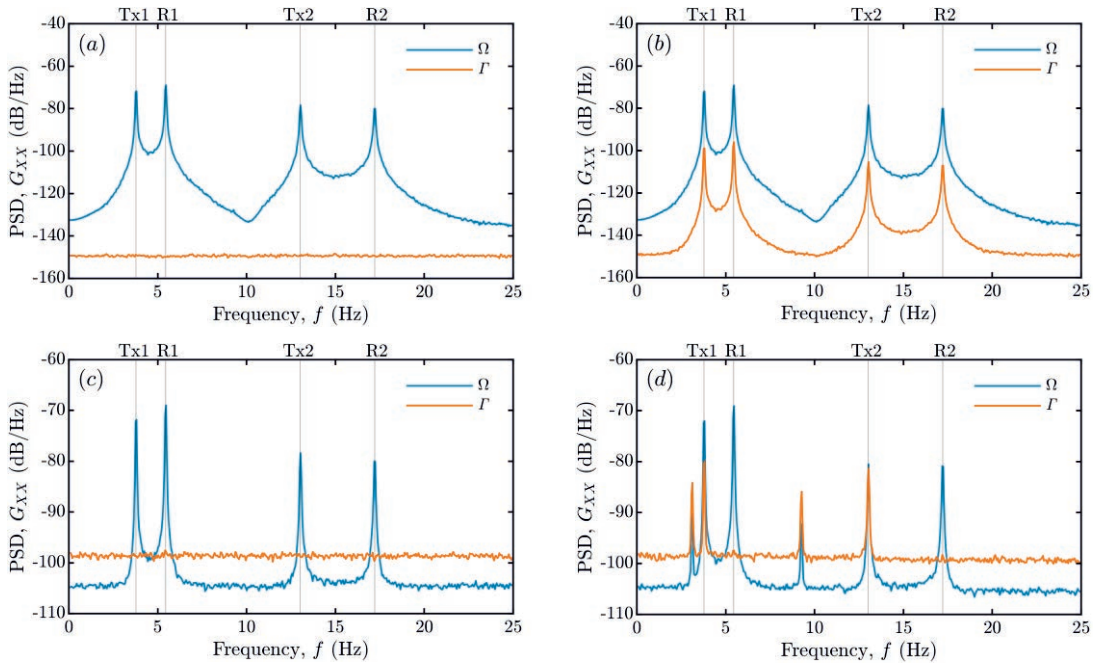 Tx1 R1 Tx2 R2
(a)
Ω
Γ
PSD, G_XX (dB/Hz)
-40
-60
-80
-100
-120
-140
-160
0 5 10 15 20 25
Frequency, f (Hz)
Tx1 R1 Tx2 R2
(b)
Ω
Γ
PSD, G_XX (dB/Hz)
-40
-60
-80
-100
-120
-140
-160
0 5 10 15 20 25
Frequency, f (Hz)
Tx1 R1 Tx2 R2
(c)
Ω
Γ
PSD, G_XX (dB/Hz)
-60
-70
-80
-90
-100
-110
0 5 10 15 20 25
Frequency, f (Hz)
Tx1 R1 Tx2 R2
(d)
Ω
Γ
PSD, G_XX (dB/Hz)
-60
-70
-80
-90
-100
-110
0 5 10 15 20 25
Frequency, f (Hz)